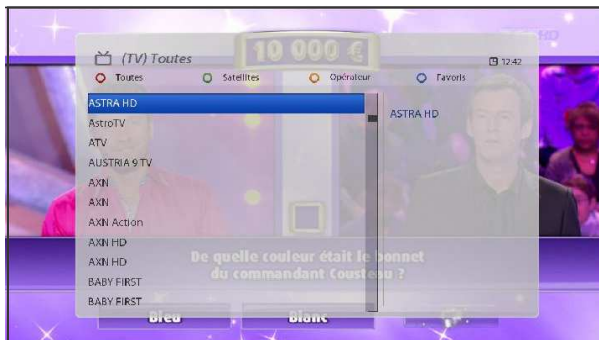 HD
10 000 €
(TV) Toutes
12:42
Toutes Satellites Opérateur Favoris
ASTRA HD
ASTRA HD
AstroTV
ATV
AUSTRIA 9 TV
AXN
AXN
AXN Action
AXN HD
AXN HD
BABY FIRST
BABY FIRST
De quelle couleur était le bonnet
du commandant Cousteau ?
Bleu Blanc